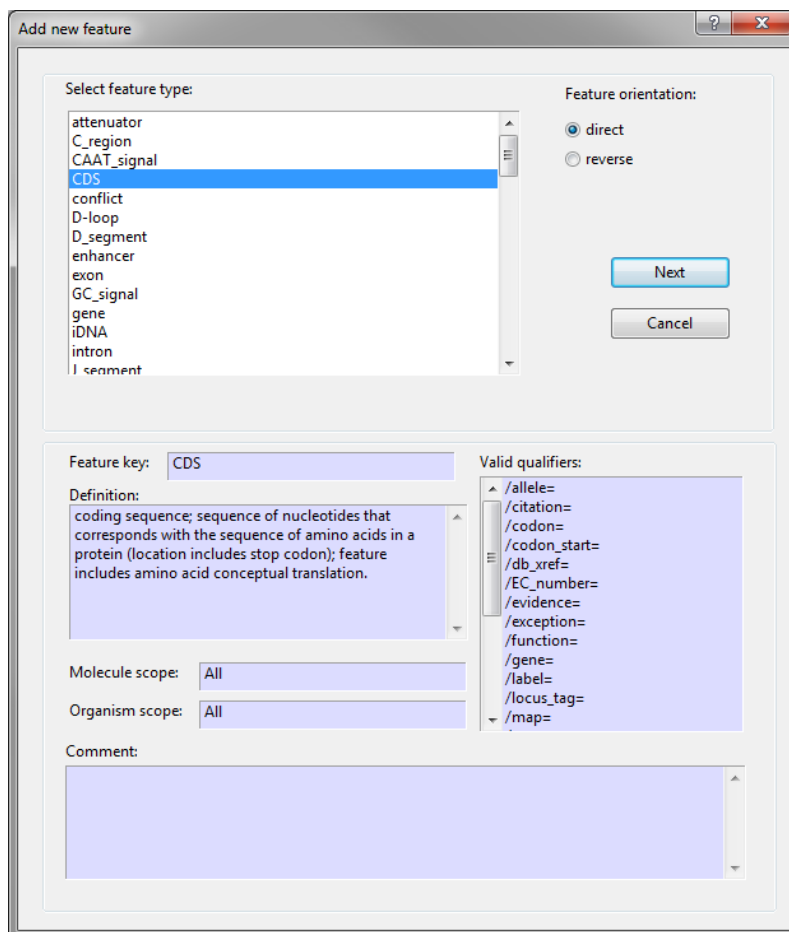 Add new feature
Select feature type:
attenuator
C_region
CAAT_signal
CDS
conflict
D-loop
D_segment
enhancer
exon
GC_signal
gene
iDNA
intron
J_segment
Feature orientation:
direct
reverse
Next
Cancel
Feature key:
CDS
Definition:
coding sequence; sequence of nucleotides that
corresponds with the sequence of amino acids in a
protein (location includes stop codon); feature
includes amino acid conceptual translation.
Molecule scope:
All
Organism scope:
All
Valid qualifiers:
/allele=
/citation=
/codon=
/codon_start=
/db_xref=
/EC_number=
/evidence=
/exception=
/function=
/gene=
/label=
/locus_tag=
/map=
Comment: